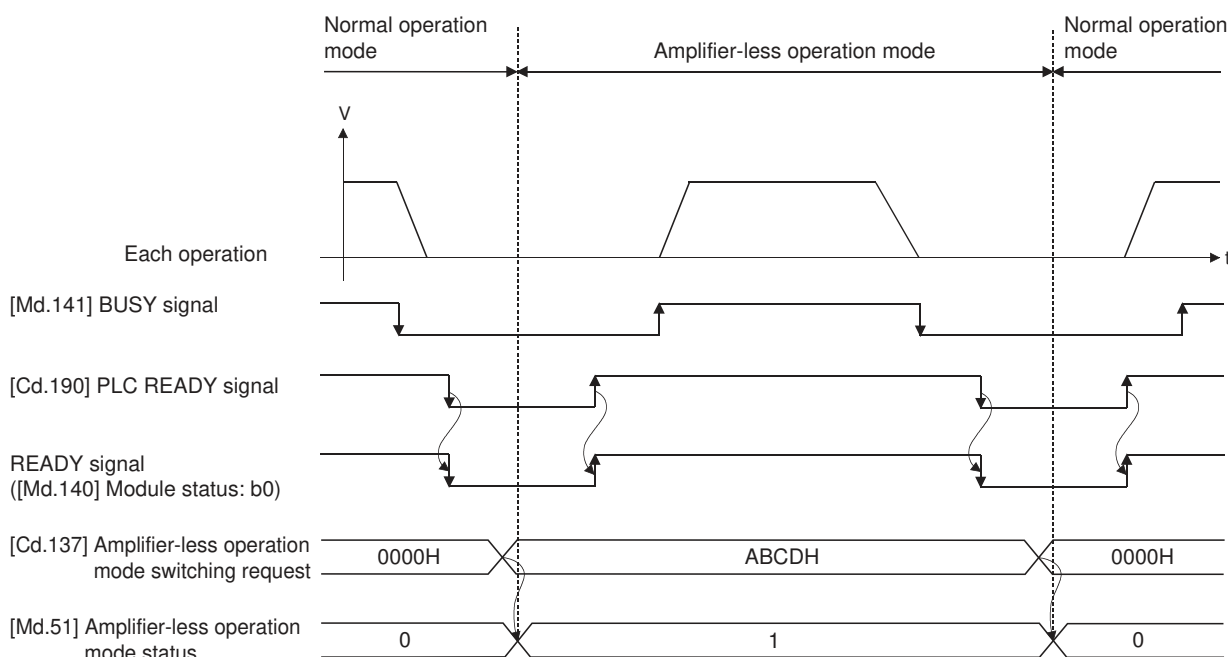 Normal operation
mode
Amplifier-less operation mode
Normal operation
mode
V
Each operation
t
[Md.141] BUSY signal
[Cd.190] PLC READY signal
READY signal
([Md.140] Module status: b0)
[Cd.137] Amplifier-less operation
mode switching request
0000H
ABCDH
0000H
[Md.51] Amplifier-less operation
mode status
0
1
0